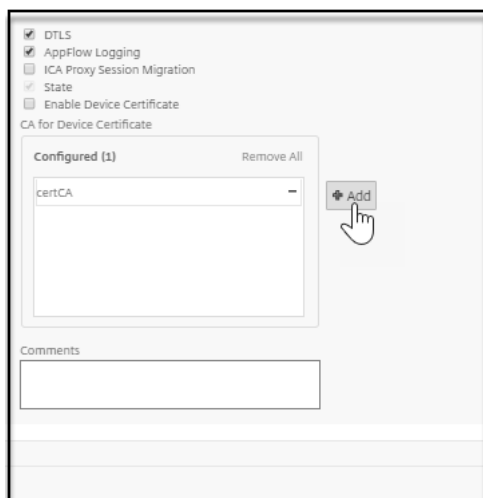 DTLS
AppFlow Logging
ICA Proxy Session Migration
State
Enable Device Certificate
CA for Device Certificate
Configured (1) Remove All
certCA
Add
Comments